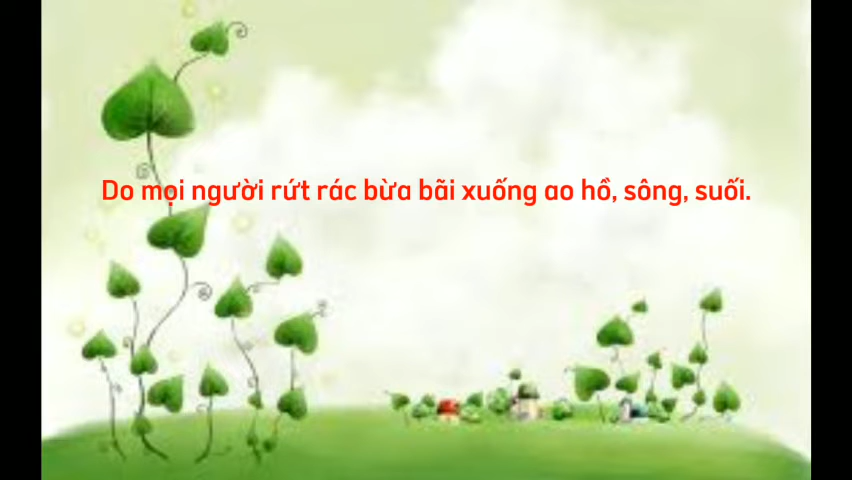 Do mọi người rứt rác bừa bãi xuống ao hồ, sông, suối.